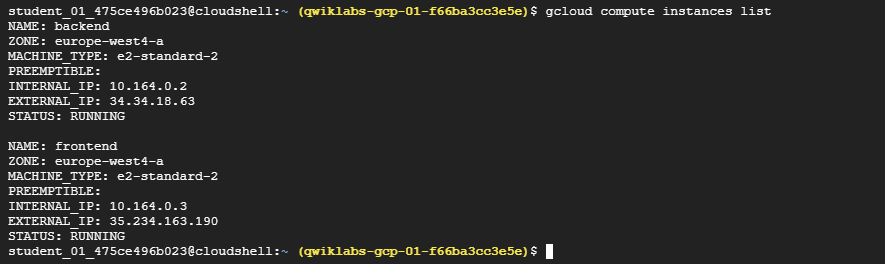 student_01_475ce496b023@cloudshell:~ (qwiklabs-gcp-01-f66ba3cc3e5e)$ gcloud compute instances list
NAME: backend
ZONE: europe-west4-a
MACHINE_TYPE: e2-standard-2
PREEMPTIBLE:
INTERNAL_IP: 10.164.0.2
EXTERNAL_IP: 34.34.18.63
STATUS: RUNNING

NAME: frontend
ZONE: europe-west4-a
MACHINE_TYPE: e2-standard-2
PREEMPTIBLE:
INTERNAL_IP: 10.164.0.3
EXTERNAL_IP: 35.234.163.190
STATUS: RUNNING
student_01_475ce496b023@cloudshell:~ (qwiklabs-gcp-01-f66ba3cc3e5e)$